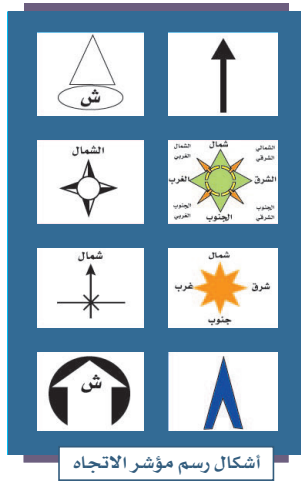 ش
الشمال
شمال
الشمالي الشرقي
الشمالي الغربي
الشرق
الغرب
الجنوب الشرقي
الجنوب الغربي
الجنوب
شمال
شمال
شرق
غرب
جنوب
ش
أشكال رسم مؤشر الاتجاه